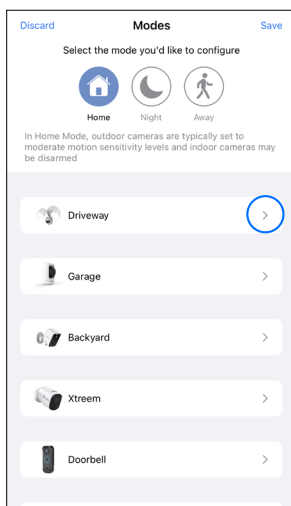 Discard Modes Save
Select the mode you'd like to configure
Home Night Away
In Home Mode, outdoor cameras are typically set to
moderate motion sensitivity levels and indoor cameras may
be disarmed
Driveway
Garage
Backyard
Xtreem
Doorbell